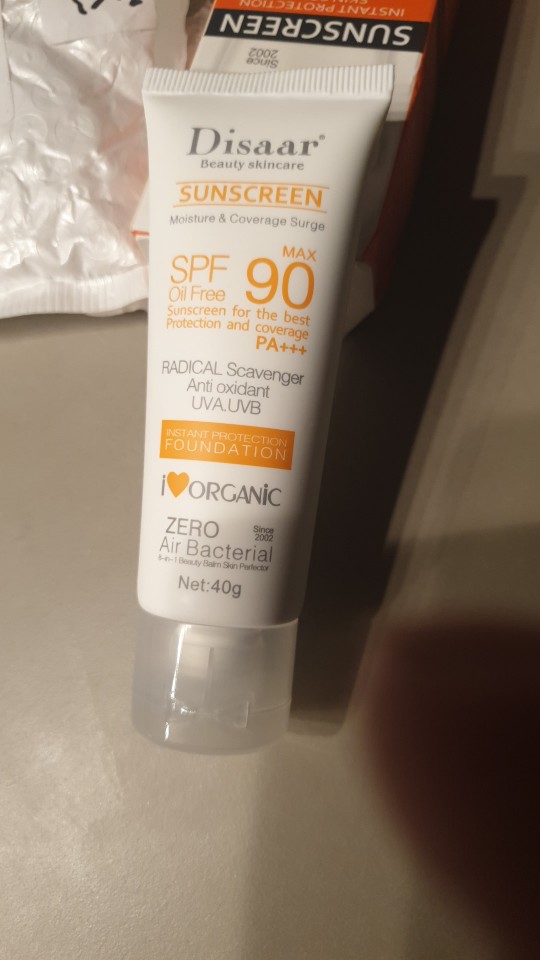 INSTANT PROTECTION
SUNSCREEN
Since
2002
Disaar®
Beauty skincare
SUNSCREEN
Moisture & Coverage Surge
SPF 90 MAX
Oil Free
Sunscreen for the best
Protection and coverage
PA+++
RADICAL Scavenger
Anti oxidant
UVA.UVB
INSTANT PROTECTION
FOUNDATION
i♥ORGANiC
ZERO
Since
2002
Air Bacterial
8-in-1 Beauty Balm Skin Perfector
Net:40g